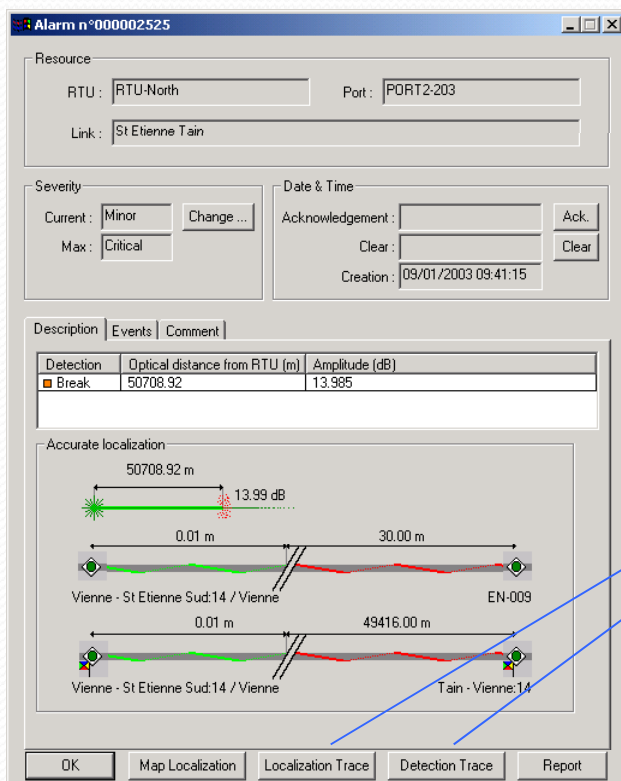 Alarm n°000002525
Resource
RTU : RTU-North Port : PORT2-203
Link : St Etienne Tain
Severity
Current : Minor Change ...
Max : Critical
Date & Time
Acknowledgement : Ack.
Clear : Clear
Creation : 09/01/2003 09:41:15
Description Events Comment
Detection Optical distance from RTU (m) Amplitude (dB)
Break 50708.92 13.985
Accurate localization
50708.92 m
13.99 dB
0.01 m 30.00 m
Vienne - St Etienne Sud:14 / Vienne EN-009
0.01 m 49416.00 m
Vienne - St Etienne Sud:14 / Vienne Tain - Vienne:14
OK Map Localization Localization Trace Detection Trace Report